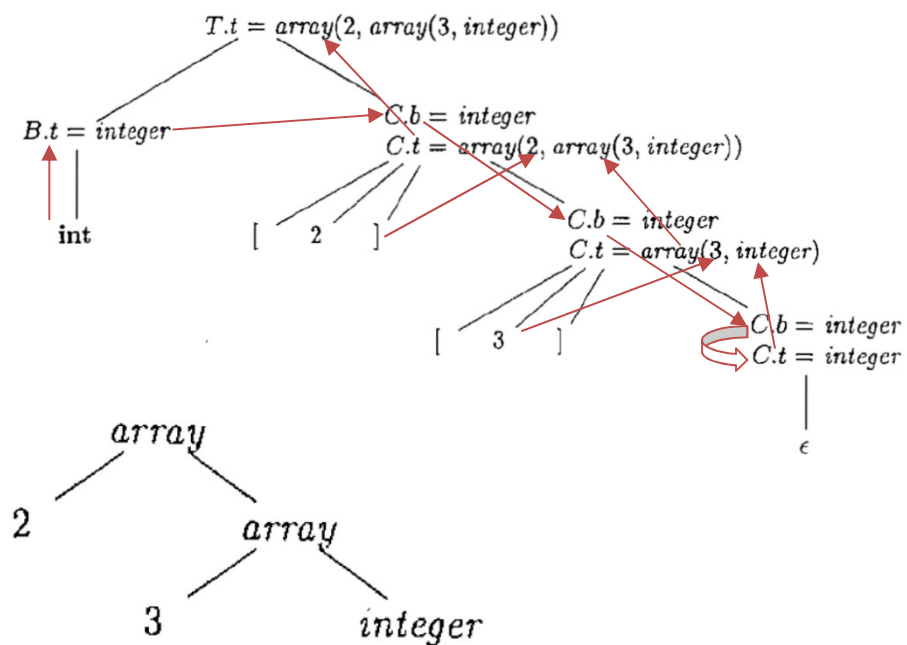 T.t = array(2, array(3, integer))
C.b = integer
B.t = integer
C.t = array(2, array(3, integer))
int
[ 2 ]
C.b = integer
C.t = array(3, integer)
[ 3 ]
C.b = integer
C.t = integer
ϵ
array
2
array
3
integer